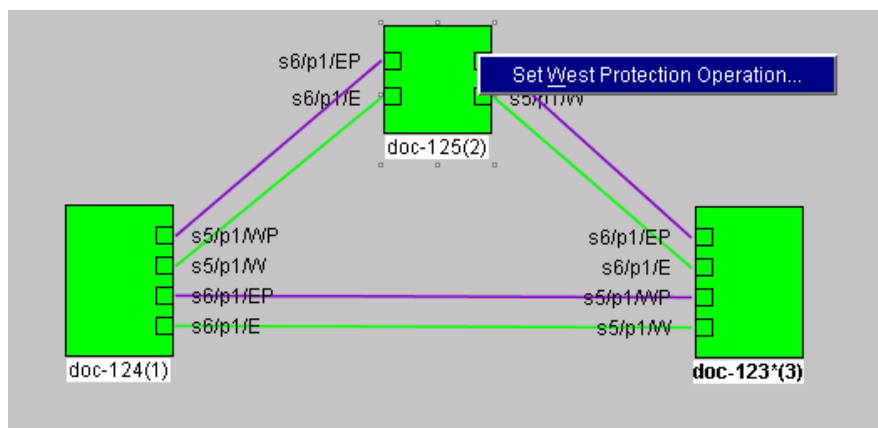 s6/p1/EP
Set West Protection Operation...
s6/p1/E
s5/p1/W
doc-125(2)
s5/p1/WP
s6/p1/EP
s5/p1/W
s6/p1/E
s6/p1/EP
s5/p1/WP
s6/p1/E
s5/p1/W
doc-124(1)
doc-123*(3)